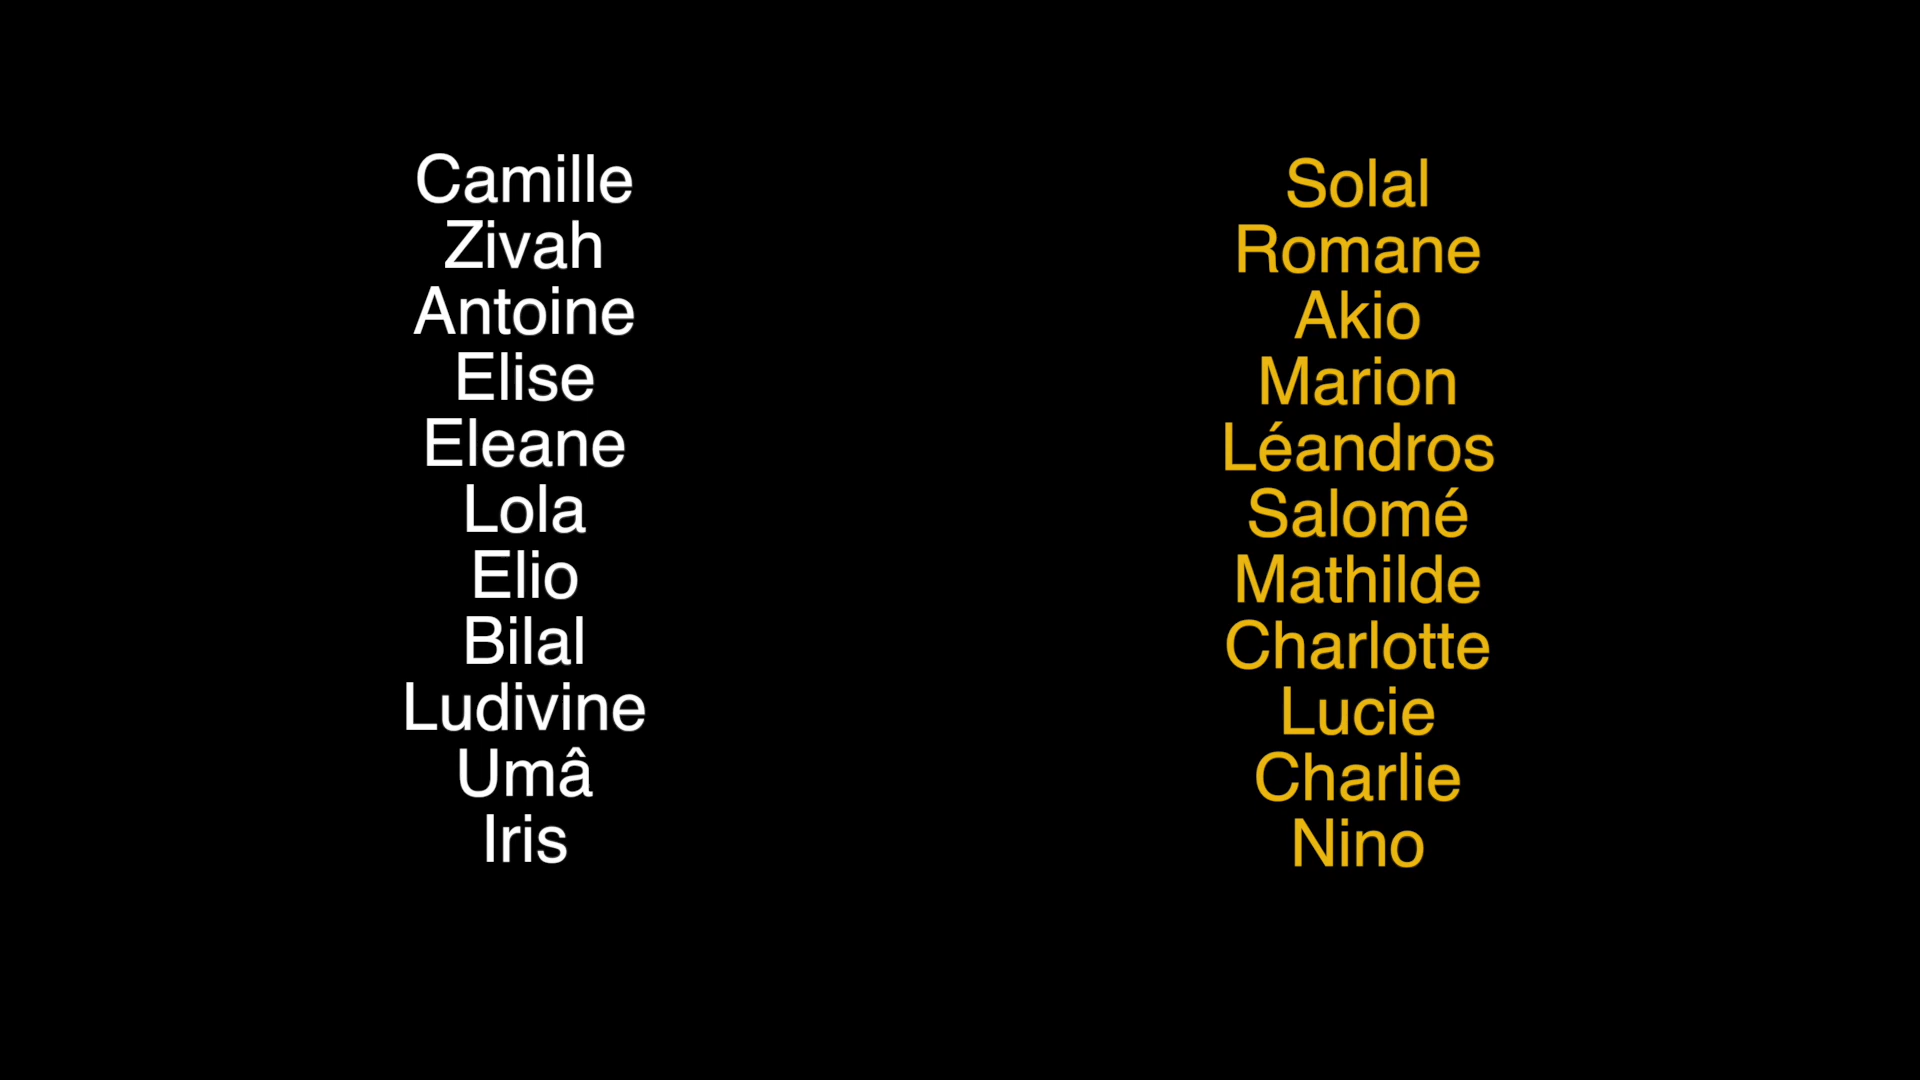 Camille
Zivah
Antoine
Elise
Eleane
Lola
Elio
Bilal
Ludivine
Umâ
Iris
Solal
Romane
Akio
Marion
Léandros
Salomé
Mathilde
Charlotte
Lucie
Charlie
Nino